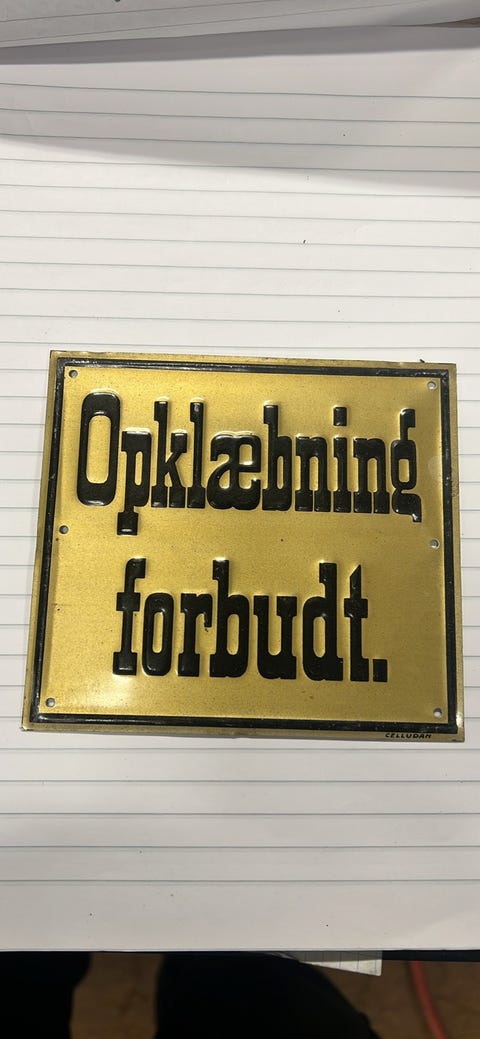 Opklæbning
forbudt.
CELLUDAN